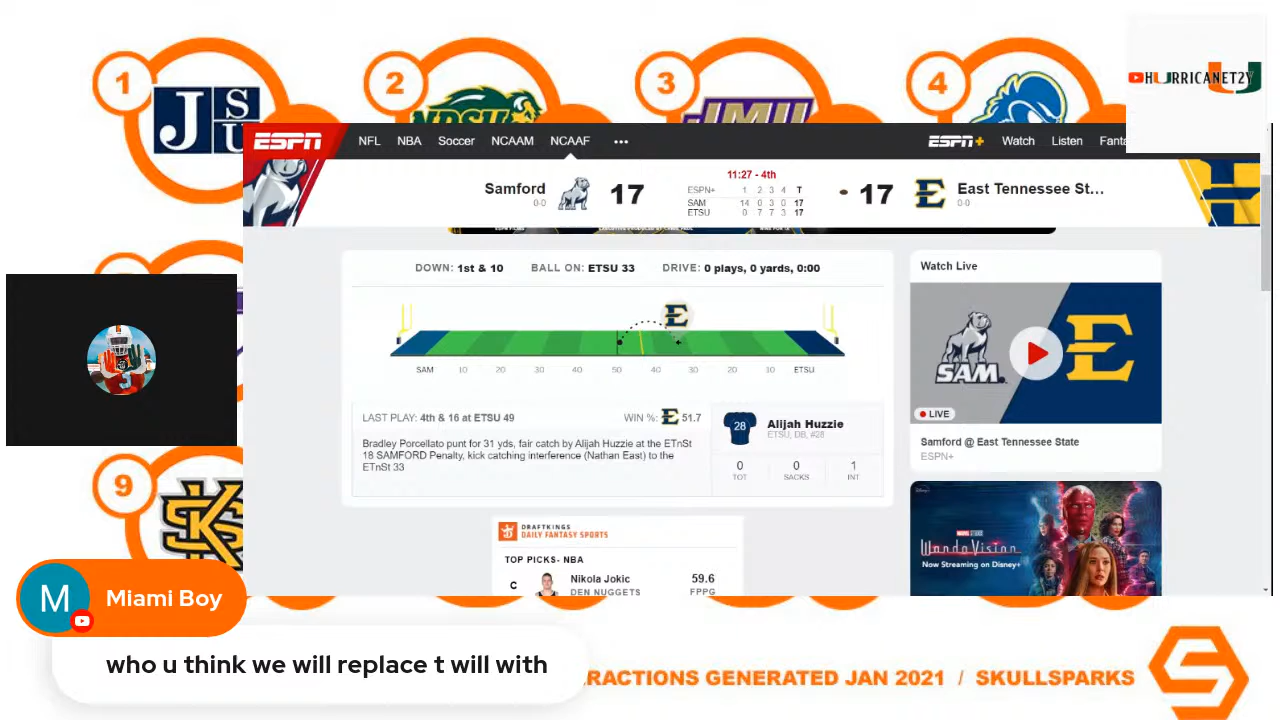 1
2
3
4
JSU
NDSU
JMU
HURRICANET2Y
ESPN
NFL NBA Soccer NCAAM NCAAF •••
ESPN+ Watch Listen
Samford
0-0
17
11:27 - 4th
ESPN+ 1 2 3 4 T
SAM 14 0 3 0 17
ETSU 0 7 7 3 17
17
E
East Tennessee St...
0-0
DOWN: 1st & 10 BALL ON: ETSU 33 DRIVE: 0 plays, 0 yards, 0:00
E
SAM 10 20 30 40 50 40 30 20 10 ETSU
LAST PLAY: 4th & 16 at ETSU 49
WIN %: E 51.7
Bradley Porcellato punt for 31 yds, fair catch by Alijah Huzzie at the ETnSt
18 SAMFORD Penalty, kick catching interference (Nathan East) to the
ETnSt 33
28
Alijah Huzzie
ETSU, DB, #28
0 0 1
TOT SACKS INT
Watch Live
SAM E
LIVE
Samford @ East Tennessee State
ESPN+
Disney+
MARVEL STUDIOS
WandaVision
Now Streaming on Disney+
DRAFTKINGS
DAILY FANTASY SPORTS
TOP PICKS- NBA
C
Nikola Jokic
DEN NUGGETS
59.6
FPPG
9
KS
M
Miami Boy
who u think we will replace t will with
GENERATED JAN 2021 / SKULLSPARKS
S